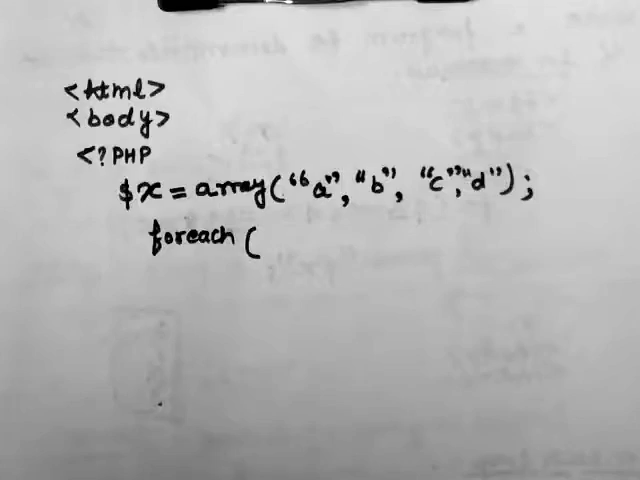 <html>
<body>
<?PHP
$x = array("a", "b", "c","d");
foreach (